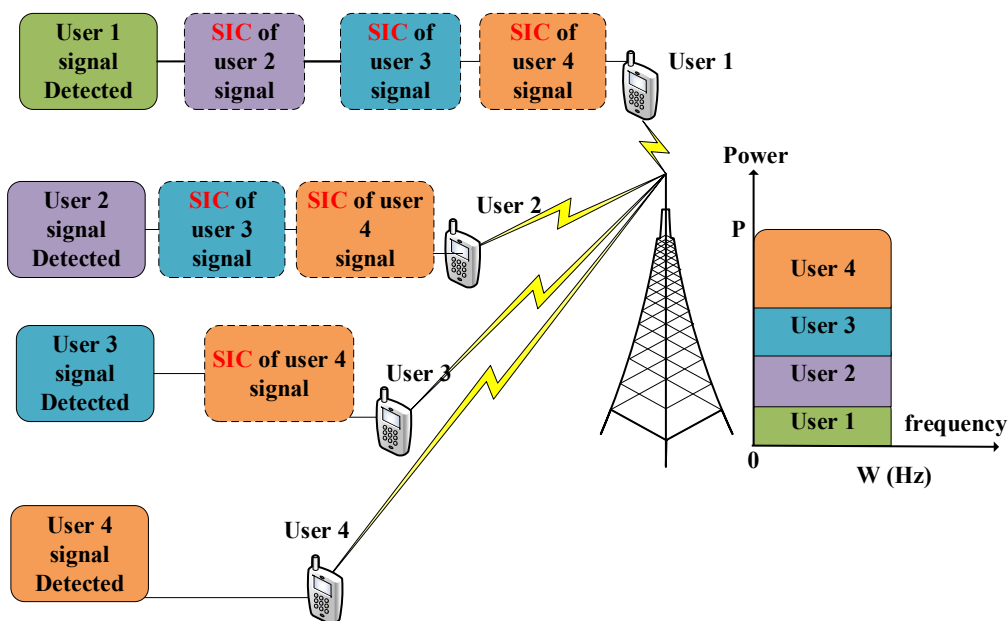 User 1
signal
Detected
SIC of
user 2
signal
SIC of
user 3
signal
SIC of
user 4
signal
User 1
User 2
signal
Detected
SIC of
user 3
signal
SIC of user
4
signal
User 2
User 3
signal
Detected
SIC of user 4
signal
User 3
User 4
signal
Detected
User 4
Power
P
User 4
User 3
User 2
User 1
frequency
0
W (Hz)